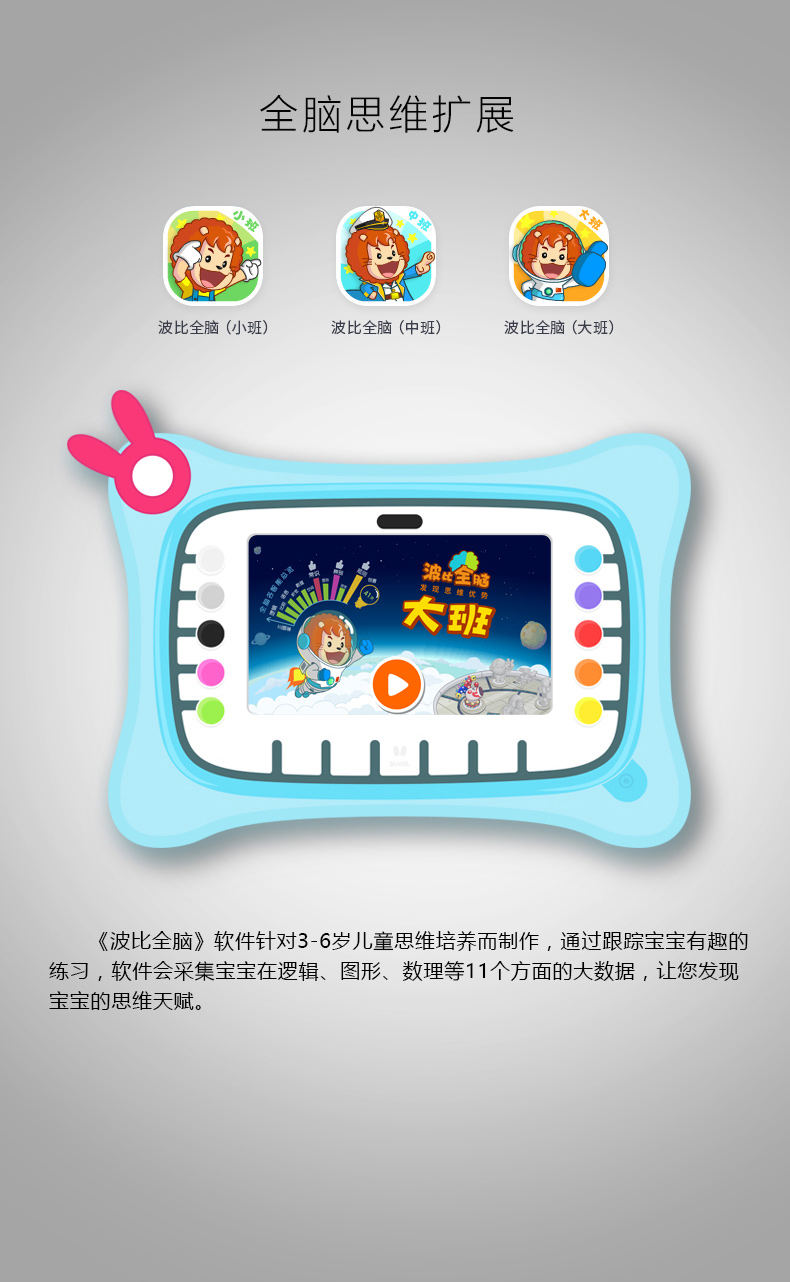 全脑思维扩展
小班
中班
大班
波比全脑（小班）
波比全脑（中班）
波比全脑（大班）
波比全脑
发现思维优势
大班
《波比全脑》软件针对3-6岁儿童思维培养而制作，通过跟踪宝宝有趣的
练习，软件会采集宝宝在逻辑、图形、数理等11个方面的大数据，让您发现
宝宝的思维天赋。